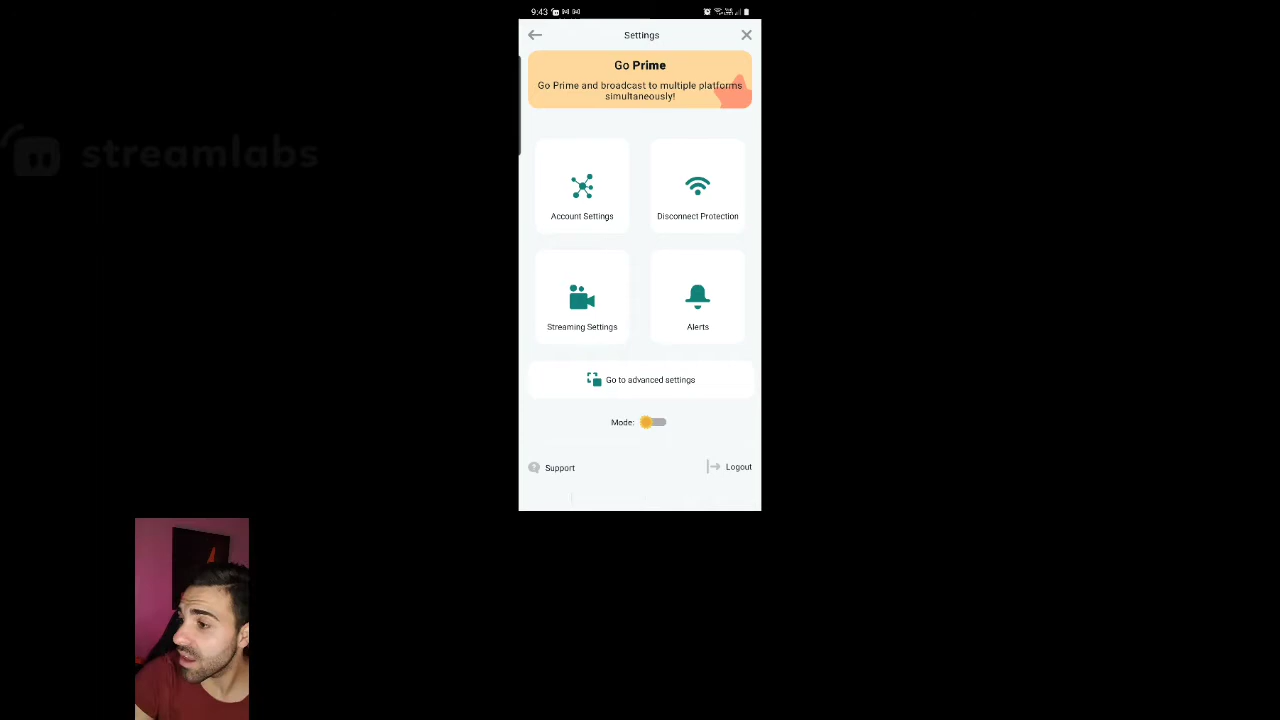 9:43
Settings
Go Prime
Go Prime and broadcast to multiple platforms
simultaneously!
streamlabs
Account Settings
Disconnect Protection
Streaming Settings
Alerts
Go to advanced settings
Mode:
Support
Logout